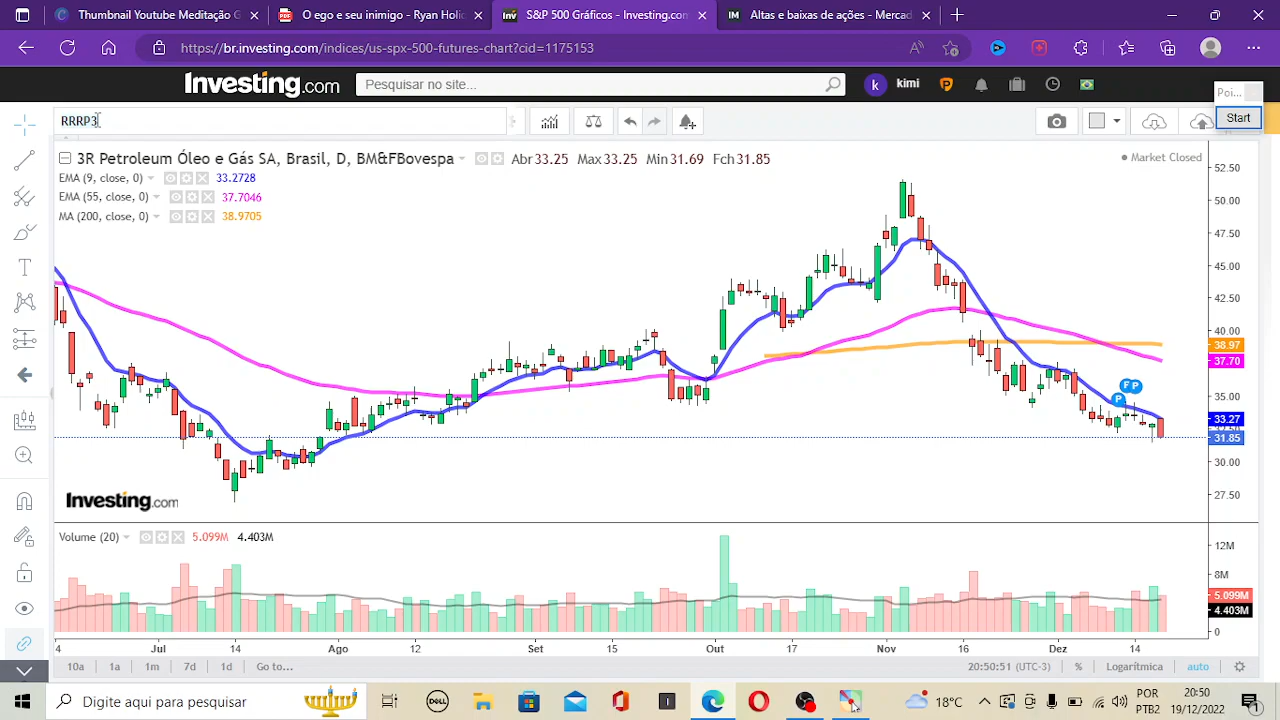 Thumbnail Youtube Mediação G
O ego e seu inimigo - Ryan Holic
S&P 500 Gráficos - Investing.com
IM Altas e baixas de ações - Mercad
https://br.investing.com/indices/us-spx-500-futures-chart?cid=1175153
Investing.com
Pesquisar no site...
k
kimi
Poi...
Start
RRRP3
3R Petroleum Óleo e Gás SA, Brasil, D, BM&FBovespa
Abr 33.25 Max 33.25 Min 31.69 Fch 31.85
Market Closed
EMA (9, close, 0) 33.2728
EMA (55, close, 0) 37.7046
MA (200, close, 0) 38.9705
52.50
50.00
47.50
45.00
42.50
40.00
38.97
37.70
35.00
33.27
31.85
30.00
27.50
F P
P
Investing.com
Volume (20) 5.099M 4.403M
12M
8M
5.099M
4.403M
0
4 Jul 14 Ago 12 Set 15 Out 17 Nov 16 Dez 14
10a 1a 1m 7d 1d Go to...
20:50:51 (UTC-3) % Logarítmica auto
Digite aqui para pesquisar
DELL
18°C
POR
PTB2
20:50
19/12/2022
1